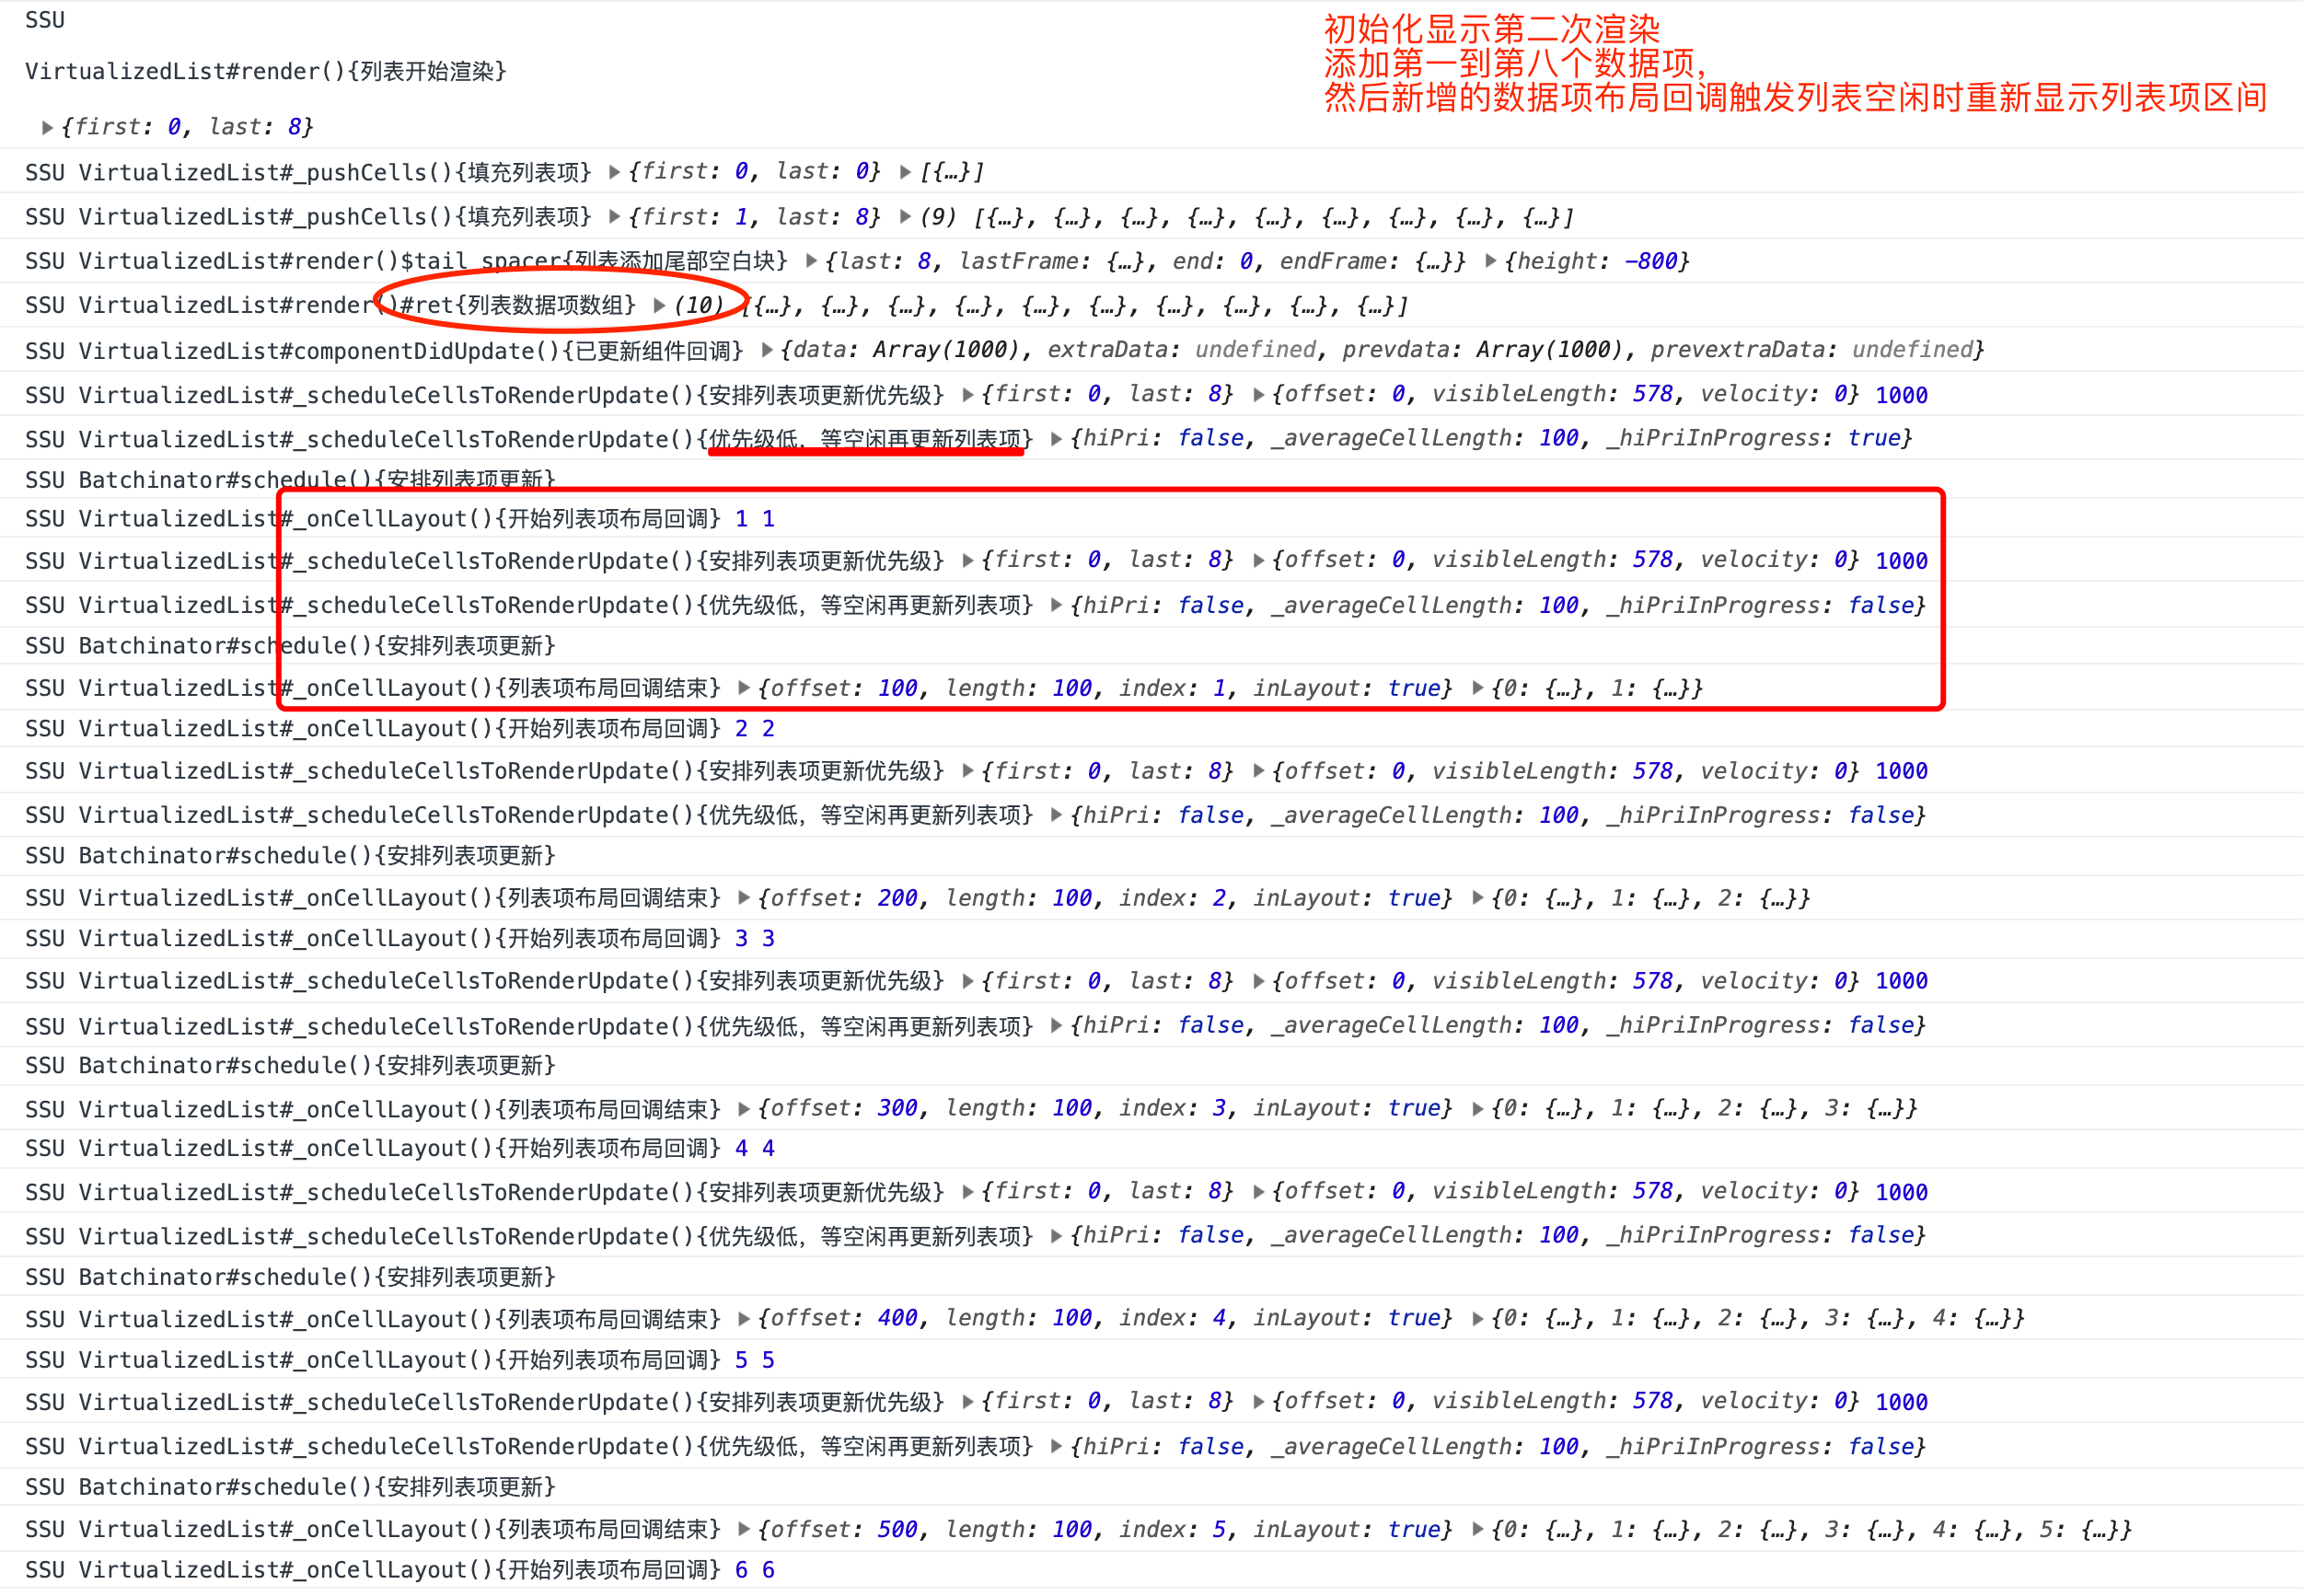 SSU
初始化显示第二次渲染
添加第一到第八个数据项，
然后新增的数据项布局回调触发列表空闲时重新显示列表项区间
VirtualizedList#render(){列表开始渲染}
▶{first: 0, last: 8}
SSU VirtualizedList#_pushCells(){填充列表项} ▶{first: 0, last: 0} ▶[{…}]
SSU VirtualizedList#_pushCells(){填充列表项} ▶{first: 1, last: 8} ▶(9) [{…}, {…}, {…}, {…}, {…}, {…}, {…}, {…}, {…}]
SSU VirtualizedList#render()$tail spacer{列表添加尾部空白块} ▶{last: 8, lastFrame: {…}, end: 0, endFrame: {…}} ▶{height: -800}
SSU VirtualizedList#render()#ret{列表数据项数组} ▶(10) [{…}, {…}, {…}, {…}, {…}, {…}, {…}, {…}, {…}, {…}]
SSU VirtualizedList#componentDidUpdate(){已更新组件回调} ▶{data: Array(1000), extraData: undefined, prevdata: Array(1000), prevextraData: undefined}
SSU VirtualizedList#_scheduleCellsToRenderUpdate(){安排列表项更新优先级} ▶{first: 0, last: 8} ▶{offset: 0, visibleLength: 578, velocity: 0} 1000
SSU VirtualizedList#_scheduleCellsToRenderUpdate(){优先级低，等空闲再更新列表项} ▶{hiPri: false, _averageCellLength: 100, _hiPriInProgress: true}
SSU Batchinator#schedule(){安排列表项更新}
SSU VirtualizedList#_onCellLayout(){开始列表项布局回调} 1 1
SSU VirtualizedList#_scheduleCellsToRenderUpdate(){安排列表项更新优先级} ▶{first: 0, last: 8} ▶{offset: 0, visibleLength: 578, velocity: 0} 1000
SSU VirtualizedList#_scheduleCellsToRenderUpdate(){优先级低，等空闲再更新列表项} ▶{hiPri: false, _averageCellLength: 100, _hiPriInProgress: false}
SSU Batchinator#schedule(){安排列表项更新}
SSU VirtualizedList#_onCellLayout(){列表项布局回调结束} ▶{offset: 100, length: 100, index: 1, inLayout: true} ▶{0: {…}, 1: {…}}
SSU VirtualizedList#_onCellLayout(){开始列表项布局回调} 2 2
SSU VirtualizedList#_scheduleCellsToRenderUpdate(){安排列表项更新优先级} ▶{first: 0, last: 8} ▶{offset: 0, visibleLength: 578, velocity: 0} 1000
SSU VirtualizedList#_scheduleCellsToRenderUpdate(){优先级低，等空闲再更新列表项} ▶{hiPri: false, _averageCellLength: 100, _hiPriInProgress: false}
SSU Batchinator#schedule(){安排列表项更新}
SSU VirtualizedList#_onCellLayout(){列表项布局回调结束} ▶{offset: 200, length: 100, index: 2, inLayout: true} ▶{0: {…}, 1: {…}, 2: {…}}
SSU VirtualizedList#_onCellLayout(){开始列表项布局回调} 3 3
SSU VirtualizedList#_scheduleCellsToRenderUpdate(){安排列表项更新优先级} ▶{first: 0, last: 8} ▶{offset: 0, visibleLength: 578, velocity: 0} 1000
SSU VirtualizedList#_scheduleCellsToRenderUpdate(){优先级低，等空闲再更新列表项} ▶{hiPri: false, _averageCellLength: 100, _hiPriInProgress: false}
SSU Batchinator#schedule(){安排列表项更新}
SSU VirtualizedList#_onCellLayout(){列表项布局回调结束} ▶{offset: 300, length: 100, index: 3, inLayout: true} ▶{0: {…}, 1: {…}, 2: {…}, 3: {…}}
SSU VirtualizedList#_onCellLayout(){开始列表项布局回调} 4 4
SSU VirtualizedList#_scheduleCellsToRenderUpdate(){安排列表项更新优先级} ▶{first: 0, last: 8} ▶{offset: 0, visibleLength: 578, velocity: 0} 1000
SSU VirtualizedList#_scheduleCellsToRenderUpdate(){优先级低，等空闲再更新列表项} ▶{hiPri: false, _averageCellLength: 100, _hiPriInProgress: false}
SSU Batchinator#schedule(){安排列表项更新}
SSU VirtualizedList#_onCellLayout(){列表项布局回调结束} ▶{offset: 400, length: 100, index: 4, inLayout: true} ▶{0: {…}, 1: {…}, 2: {…}, 3: {…}, 4: {…}}
SSU VirtualizedList#_onCellLayout(){开始列表项布局回调} 5 5
SSU VirtualizedList#_scheduleCellsToRenderUpdate(){安排列表项更新优先级} ▶{first: 0, last: 8} ▶{offset: 0, visibleLength: 578, velocity: 0} 1000
SSU VirtualizedList#_scheduleCellsToRenderUpdate(){优先级低，等空闲再更新列表项} ▶{hiPri: false, _averageCellLength: 100, _hiPriInProgress: false}
SSU Batchinator#schedule(){安排列表项更新}
SSU VirtualizedList#_onCellLayout(){列表项布局回调结束} ▶{offset: 500, length: 100, index: 5, inLayout: true} ▶{0: {…}, 1: {…}, 2: {…}, 3: {…}, 4: {…}, 5: {…}}
SSU VirtualizedList#_onCellLayout(){开始列表项布局回调} 6 6